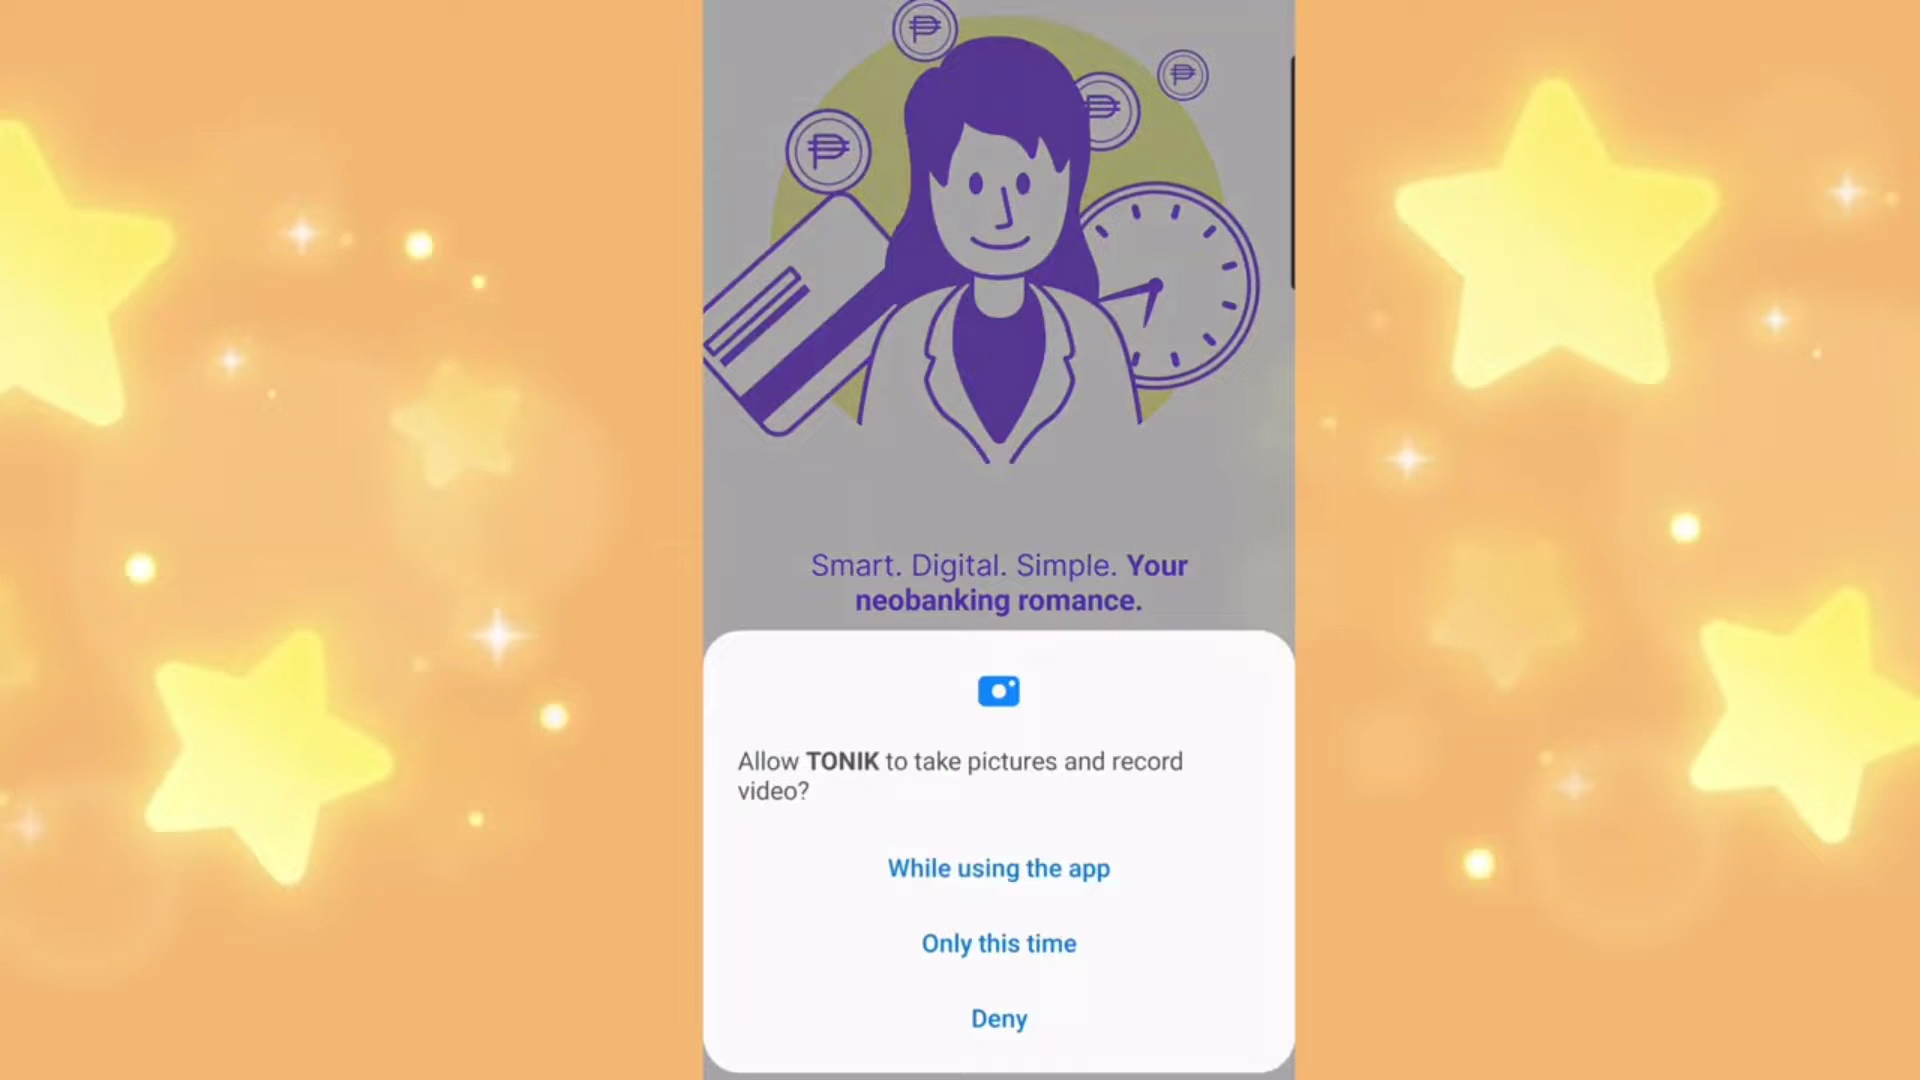 Smart. Digital. Simple. Your
neobanking romance.
Allow TONIK to take pictures and record
video?
While using the app
Only this time
Deny